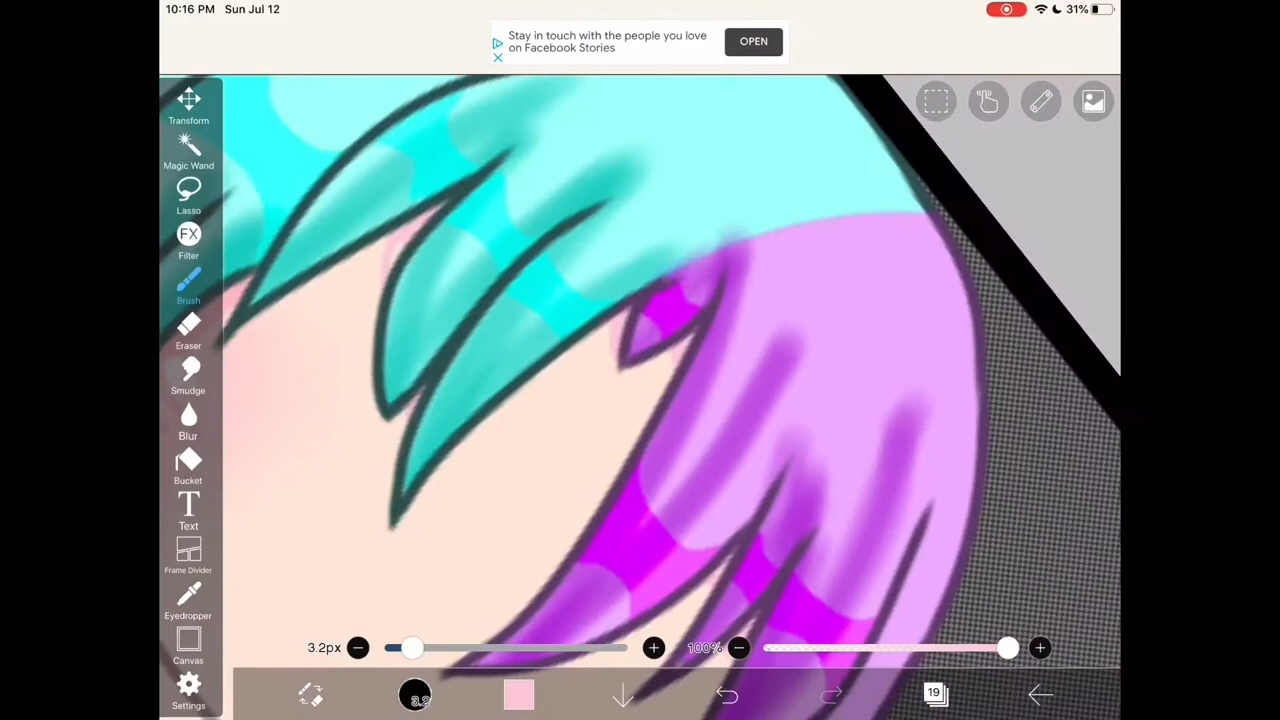 10:16 PM Sun Jul 12
31%
Stay in touch with the people you love
on Facebook Stories
OPEN
Transform
Magic Wand
Lasso
FX
Filter
Brush
Eraser
Smudge
Blur
Bucket
T
Text
Frame Divider
Eyedropper
Canvas
Settings
3.2px
100%
3.2
19